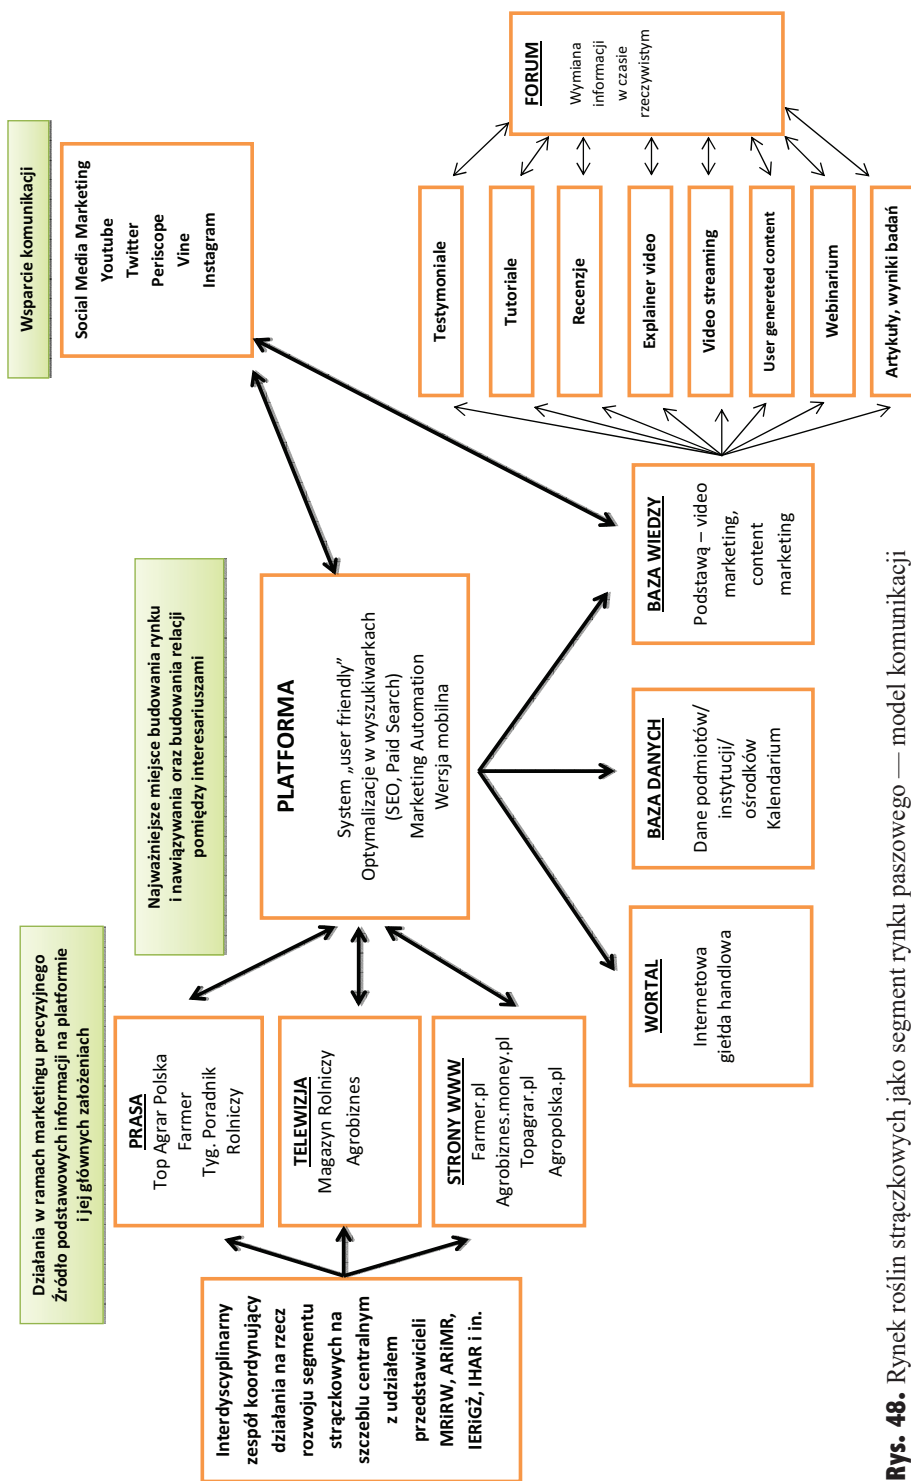 Działania w ramach marketingu precyzyjnego
Źródło podstawowych informacji na platformie
i jej głównych założeniach
Najważniejsze miejsce budowania rynku
i nawiązywania oraz budowania relacji
pomiędzy interesariuszami
Wsparcie komunikacji
Interdyscyplinarny
zespół koordynujący
działania na rzecz
rozwoju segmentu
strączkowych na
szczeblu centralnym
z udziałem
przedstawicieli
MRiRW, ARiMR,
IERiGŻ, IHAR i in.
PRASA
Top Agrar Polska
Farmer
Tyg. Poradnik
Rolniczy
TELEWIZJA
Magazyn Rolniczy
Agrobiznes
STRONY WWW
Farmer.pl
Agrobiznes.money.pl
Topagrar.pl
Agropolska.pl
PLATFORMA
System „user friendly”
Optymalizacje w wyszukiwarkach
(SEO, Paid Search)
Marketing Automation
Wersja mobilna
Social Media Marketing
Youtube
Twitter
Periscope
Vine
Instagram
WORTAL
Internetowa
giełda handlowa
BAZA DANYCH
Dane podmiotów/
instytucji/
ośrodków
Kalendarium
BAZA WIEDZY
Podstawą – video
marketing,
content
marketing
Testymoniale
Tutoriale
Recenzje
Explainer video
Video streaming
User genereted content
Webinarium
Artykuły, wyniki badań
FORUM
Wymiana
informacji
w czasie
rzeczywistym
Rys. 48. Rynek roślin strączkowych jako segment rynku paszowego — model komunikacji